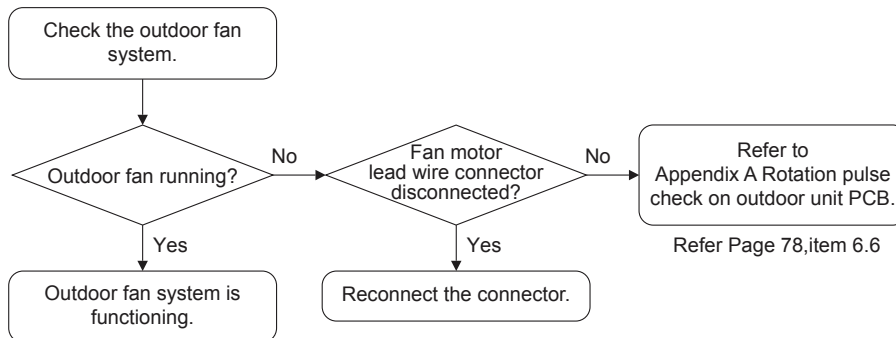 Check the outdoor fan
system.
Outdoor fan running?
No
Fan motor
lead wire connector
disconnected?
No
Refer to
Appendix A Rotation pulse
check on outdoor unit PCB.
Refer Page 78,item 6.6
Yes
Yes
Outdoor fan system is
functioning.
Reconnect the connector.